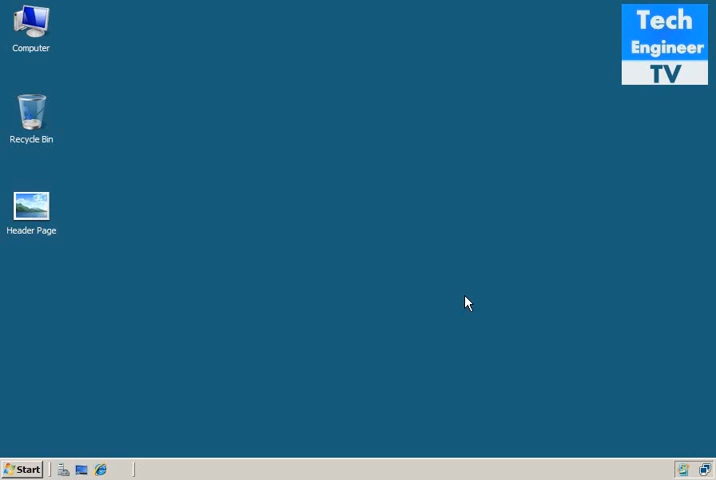 Computer
Recycle Bin
Header Page
Tech
Engineer
TV
Start